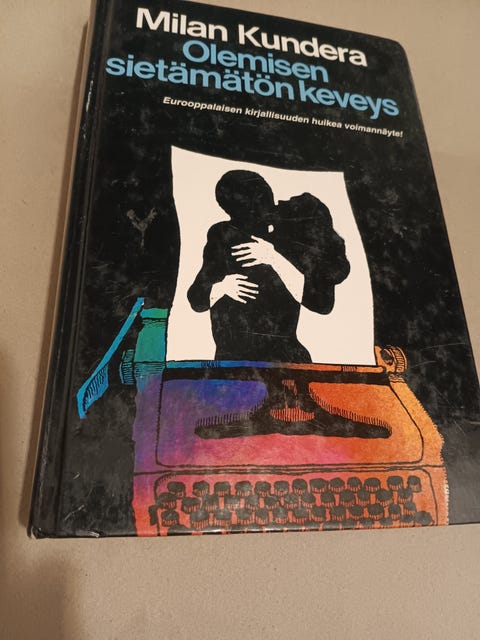 Milan Kundera
Olemisen
sietämätön keveys
Eurooppalaisen kirjallisuuden huikea voimannäyte!